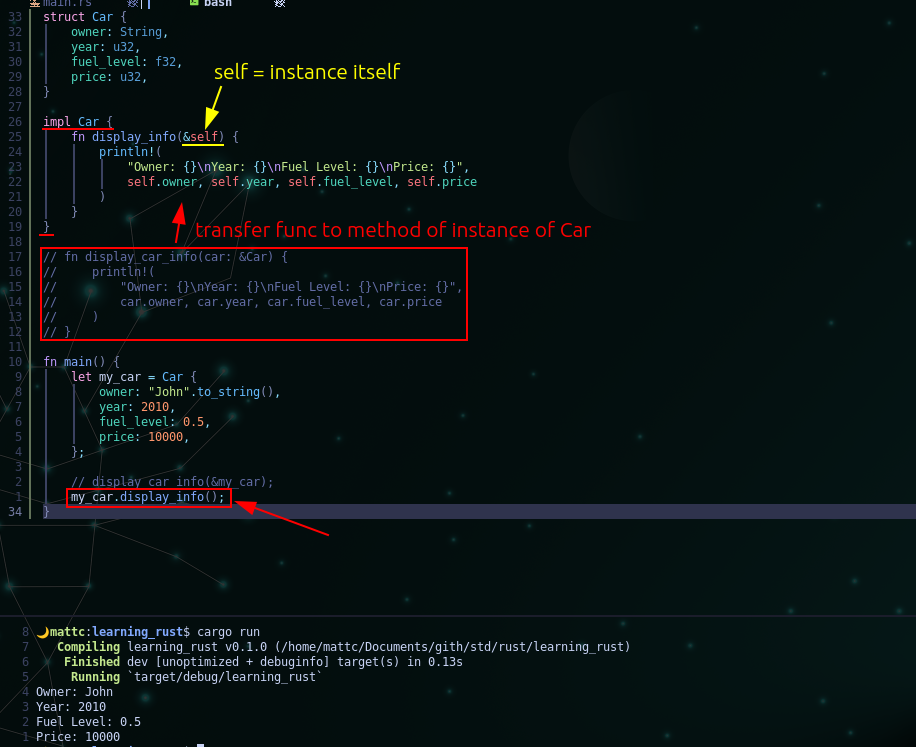 main.rs bash
33 struct Car {
32 owner: String,
31 year: u32,
30 fuel_level: f32,
29 price: u32,
28 }
self = instance itself
27
26 impl Car {
25 fn display_info(&self) {
24 println!(
23 "Owner: {}\nYear: {}\nFuel Level: {}\nPrice: {}",
22 self.owner, self.year, self.fuel_level, self.price
21 )
20 }
19 }
transfer func to method of instance of Car
18
17 // fn display_car_info(car: &Car) {
16 // println!(
15 // "Owner: {}\nYear: {}\nFuel Level: {}\nPrice: {}",
14 // car.owner, car.year, car.fuel_level, car.price
13 // )
12 // }
11
10 fn main() {
9 let my_car = Car {
8 owner: "John".to_string(),
7 year: 2010,
6 fuel_level: 0.5,
5 price: 10000,
4 };
3
2 // display_car_info(&my_car);
1 my_car.display_info();
34 }
8 🌙mattc:learning_rust$ cargo run
7 Compiling learning_rust v0.1.0 (/home/mattc/Documents/gith/std/rust/learning_rust)
6 Finished dev [unoptimized + debuginfo] target(s) in 0.13s
5 Running `target/debug/learning_rust`
4 Owner: John
3 Year: 2010
2 Fuel Level: 0.5
1 Price: 10000